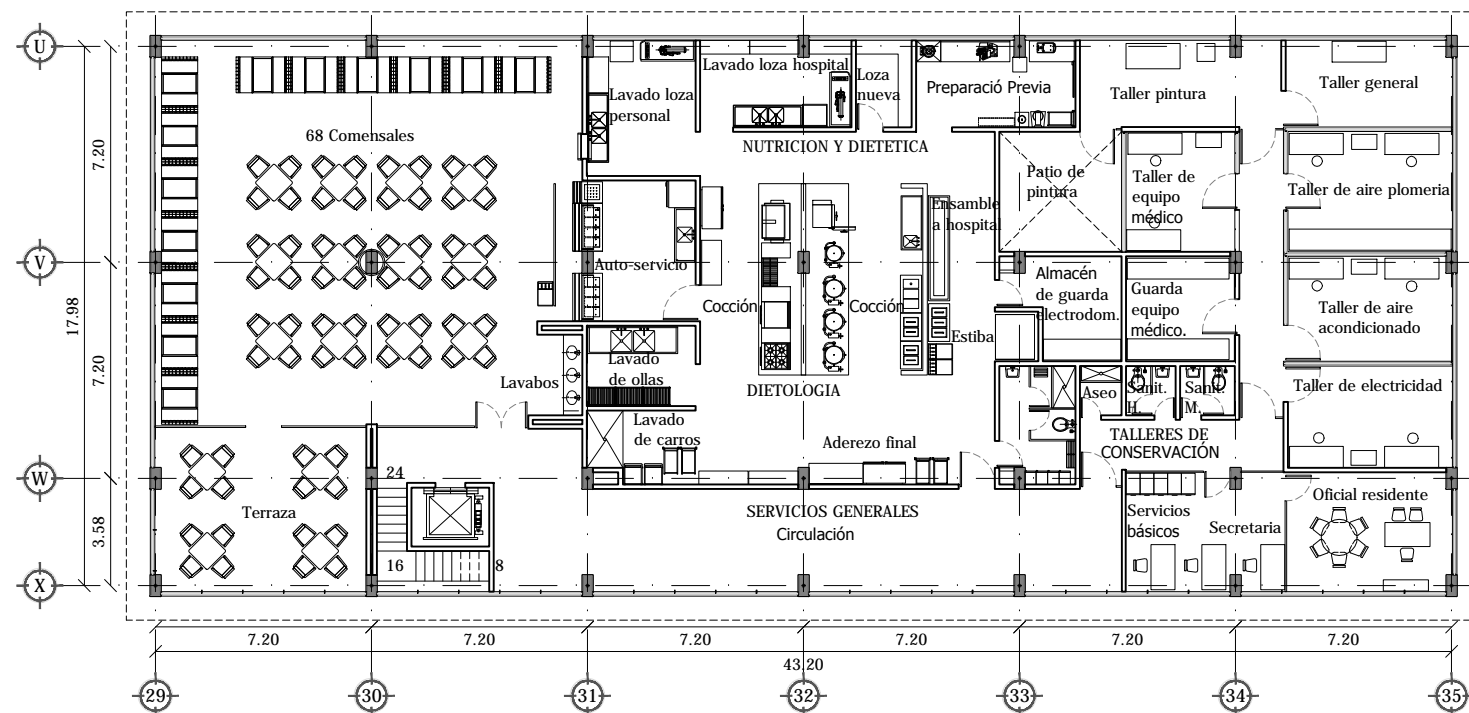 U
Lavado loza hospital
Loza
nueva
Lavado loza
personal
Preparació Previa
Taller pintura
Taller general
68 Comensales
NUTRICION Y DIETETICA
7.20
Patio de
pintura
Taller de
equipo
médico
Taller de aire plomeria
Ensamble
a hospital
V
Auto-servicio
Cocción
Cocción
Almacén
de guarda
electrodom.
Guarda
equipo
médico.
Taller de aire
acondicionado
17.98
Estiba
7.20
Lavado
de ollas
Lavabos
DIETOLOGIA
Aseo
Sanit.
H.
Sanit.
M.
Taller de electricidad
Lavado
de carros
Aderezo final
TALLERES DE
CONSERVACIÓN
W
24
Terraza
3.58
SERVICIOS GENERALES
Circulación
Servicios
básicos
Secretaria
Oficial residente
16
8
X
7.20
7.20
7.20
7.20
7.20
7.20
43.20
29
30
31
32
33
34
35